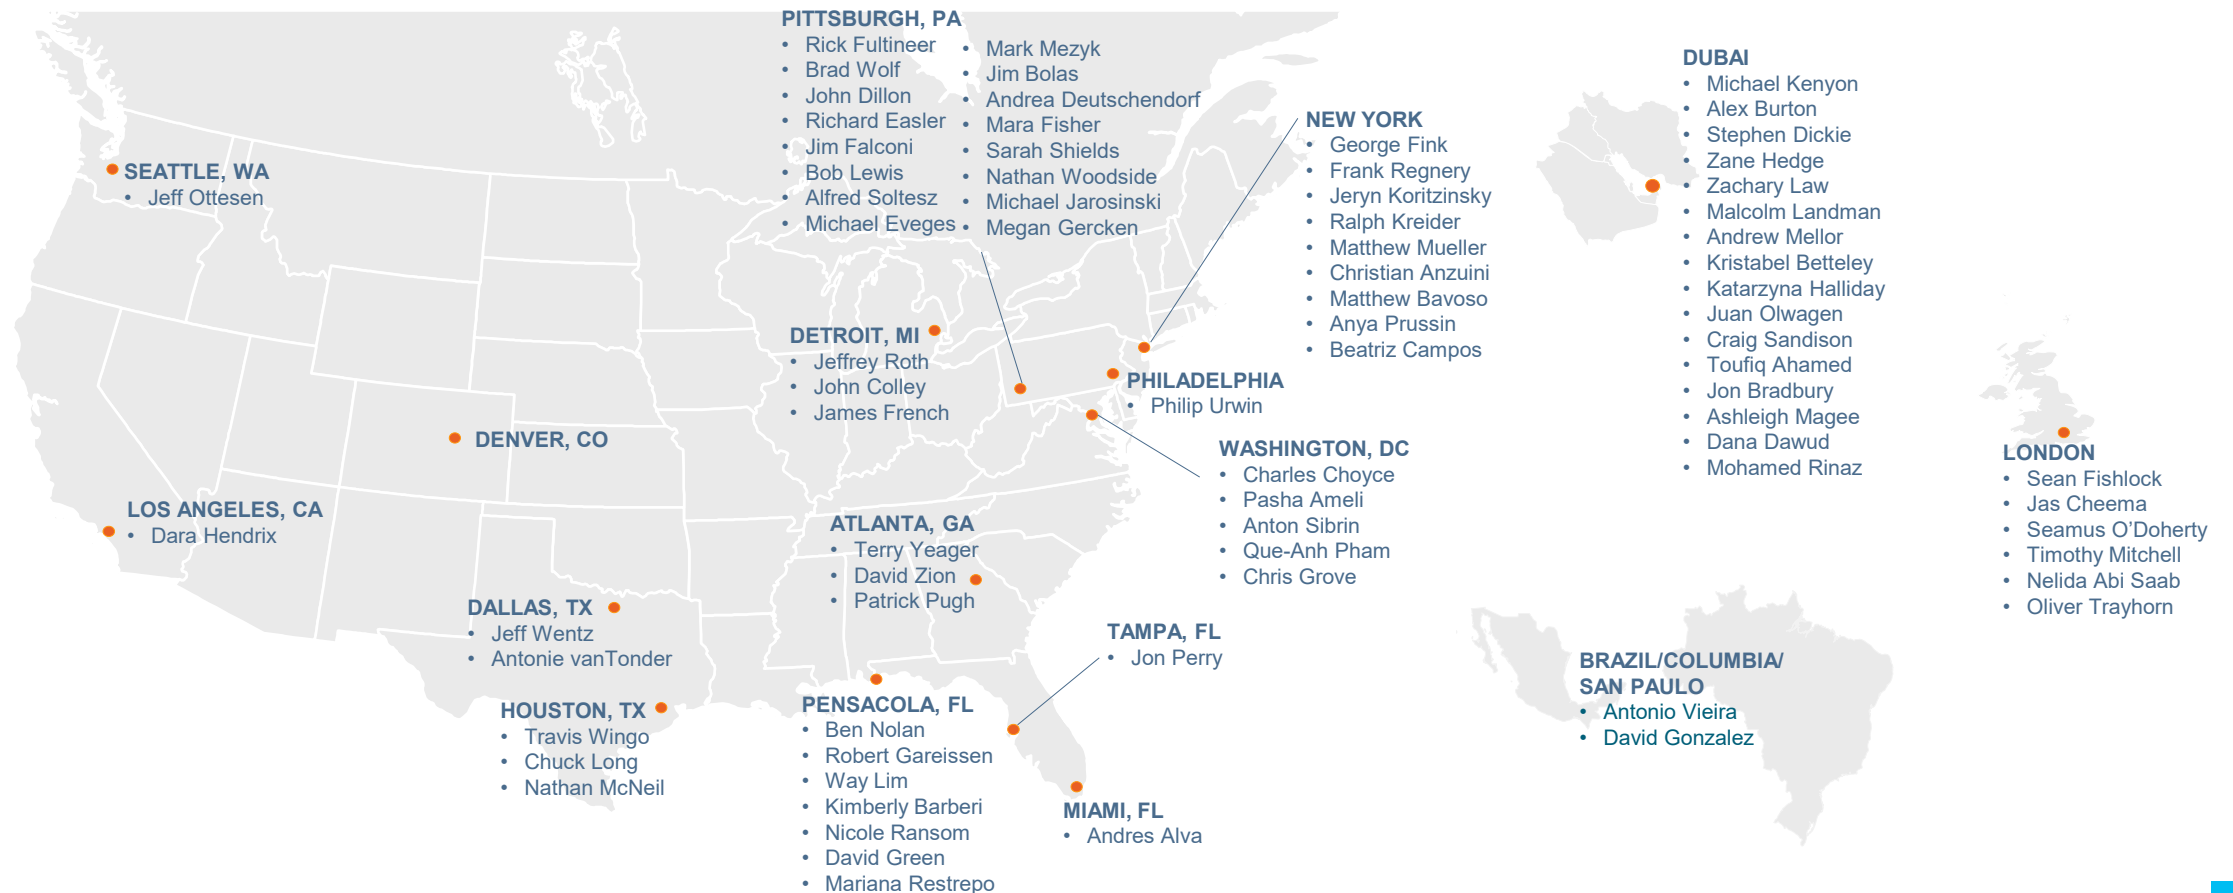 PITTSBURGH, PA
• Rick Fultineer
• Brad Wolf
• John Dillon
• Richard Easler
• Jim Falconi
• Bob Lewis
• Alfred Soltesz
• Michael Eveges
• Mark Mezyk
• Jim Bolas
• Andrea Deutschendorf
• Mara Fisher
• Sarah Shields
• Nathan Woodside
• Michael Jarosinski
• Megan Gercken
SEATTLE, WA
• Jeff Ottesen
NEW YORK
• George Fink
• Frank Regnery
• Jeryn Koritzinsky
• Ralph Kreider
• Matthew Mueller
• Christian Anzuini
• Matthew Bavoso
• Anya Prussin
• Beatriz Campos
DUBAI
• Michael Kenyon
• Alex Burton
• Stephen Dickie
• Zane Hedge
• Zachary Law
• Malcolm Landman
• Andrew Mellor
• Kristabel Betteley
• Katarzyna Halliday
• Juan Olwagen
• Craig Sandison
• Toufiq Ahamed
• Jon Bradbury
• Ashleigh Magee
• Dana Dawud
• Mohamed Rinaz
DETROIT, MI
• Jeffrey Roth
• John Colley
• James French
PHILADELPHIA
• Philip Urwin
DENVER, CO
WASHINGTON, DC
• Charles Choyce
• Pasha Ameli
• Anton Sibrin
• Que-Anh Pham
• Chris Grove
LONDON
• Sean Fishlock
• Jas Cheema
• Seamus O’Doherty
• Timothy Mitchell
• Nelida Abi Saab
• Oliver Trayhorn
LOS ANGELES, CA
• Dara Hendrix
ATLANTA, GA
• Terry Yeager
• David Zion
• Patrick Pugh
DALLAS, TX
• Jeff Wentz
• Antonie vanTonder
TAMPA, FL
• Jon Perry
BRAZIL/COLUMBIA/
SAN PAULO
• Antonio Vieira
• David Gonzalez
HOUSTON, TX
• Travis Wingo
• Chuck Long
• Nathan McNeil
PENSACOLA, FL
• Ben Nolan
• Robert Gareissen
• Way Lim
• Kimberly Barberi
• Nicole Ransom
• David Green
• Mariana Restrepo
MIAMI, FL
• Andres Alva